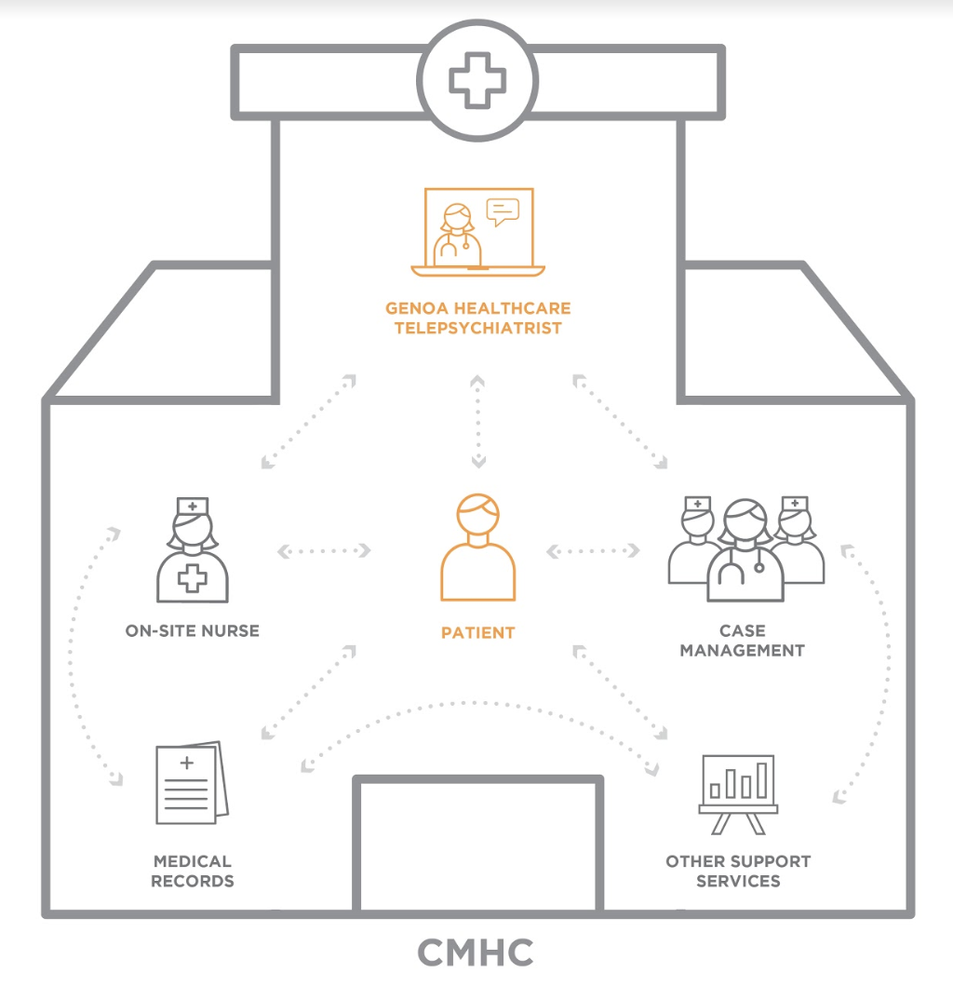 GENOA HEALTHCARE
TELEPSYCHIATRIST
ON-SITE NURSE
PATIENT
CASE
MANAGEMENT
MEDICAL
RECORDS
OTHER SUPPORT
SERVICES
CMHC